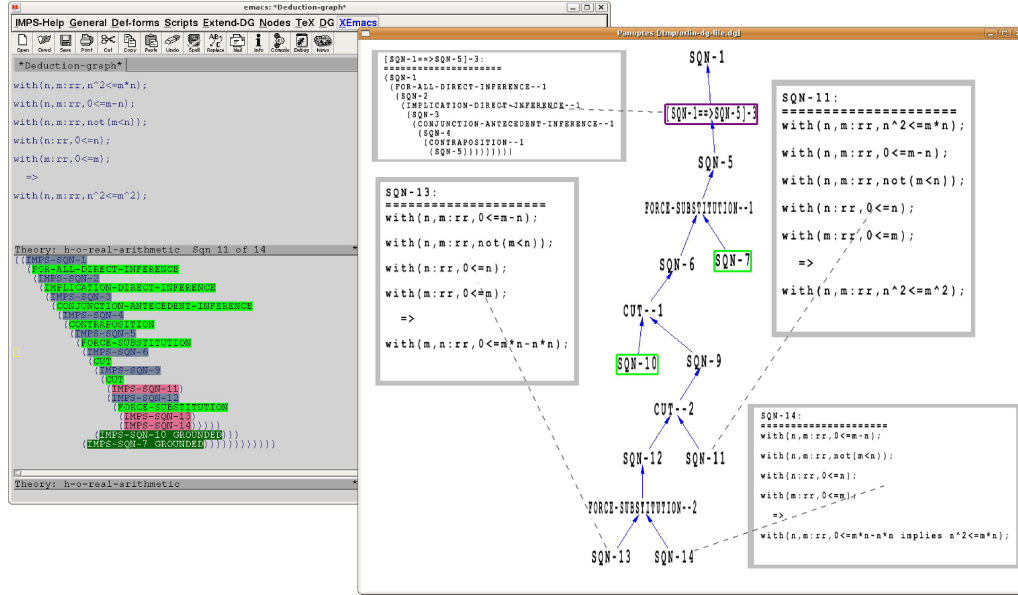 emacs: *Deduction-graph*
IMPS-Help General Def-forms Scripts Extend-DG Nodes TeX DG XEmacs
Open Dired Save Print Cut Copy Paste Undo Spell Replace Mail Info Compile Debug News
*Deduction-graph*
with(n,m:rr,n^2<=m*n);
with(n,m:rr,0<=m-n);
with(n,m:rr,not(m<n));
with(n:rr,0<=n);
with(m:rr,0<=m);
=>
with(n,m:rr,n^2<=m^2);
Theory: h-o-real-arithmetic Sqn 11 of 14 *
((IMPS-SQN-1
(FOR-ALL-DIRECT-INFERENCE
(IMPS-SQN-2
(IMPLICATION-DIRECT-INFERENCE
(IMPS-SQN-3
(CONJUNCTION-ANTECEDENT-INFERENCE
(IMPS-SQN-4
(CONTRAPOSITION
(IMPS-SQN-5
(FORCE-SUBSTITUTION
(IMPS-SQN-6
(CUT
(IMPS-SQN-9
(CUT
(IMPS-SQN-11)
(IMPS-SQN-12
(FORCE-SUBSTITUTION
(IMPS-SQN-13)
(IMPS-SQN-14)))))
(IMPS-SQN-10 GROUNDED)))
(IMPS-SQN-7 GROUNDED))))))))))))
Theory: h-o-real-arithmetic *
Panoptes [/tmp/orlin-dg-file.dg]
[SQN-1==>SQN-5]-3:
=====================
(SQN-1
(FOR-ALL-DIRECT-INFERENCE--1
(SQN-2
(IMPLICATION-DIRECT-INFERENCE--1
(SQN-3
(CONJUNCTION-ANTECEDENT-INFERENCE--1
(SQN-4
(CONTRAPOSITION--1
(SQN-5)))))))))
SQN-13:
=====================
with(n,m:rr,0<=m-n);
with(n,m:rr,not(m<n));
with(n:rr,0<=n);
with(m:rr,0<=m);
=>
with(m,n:rr,0<=m*n-n*n);
SQN-1
[SQN-1==>SQN-5]-3
SQN-5
FORCE-SUBSTITUTION--1
SQN-6
SQN-7
CUT--1
SQN-10
SQN-9
CUT--2
SQN-12
SQN-11
FORCE-SUBSTITUTION--2
SQN-13
SQN-14
SQN-11:
=====================
with(n,m:rr,n^2<=m*n);
with(n,m:rr,0<=m-n);
with(n,m:rr,not(m<n));
with(n:rr,0<=n);
with(m:rr,0<=m);
=>
with(n,m:rr,n^2<=m^2);
SQN-14:
=====================
with(n,m:rr,0<=m-n);
with(n,m:rr,not(m<n));
with(n:rr,0<=n);
with(m:rr,0<=m);
=>
with(n,m:rr,0<=m*n-n*n implies n^2<=m*n);